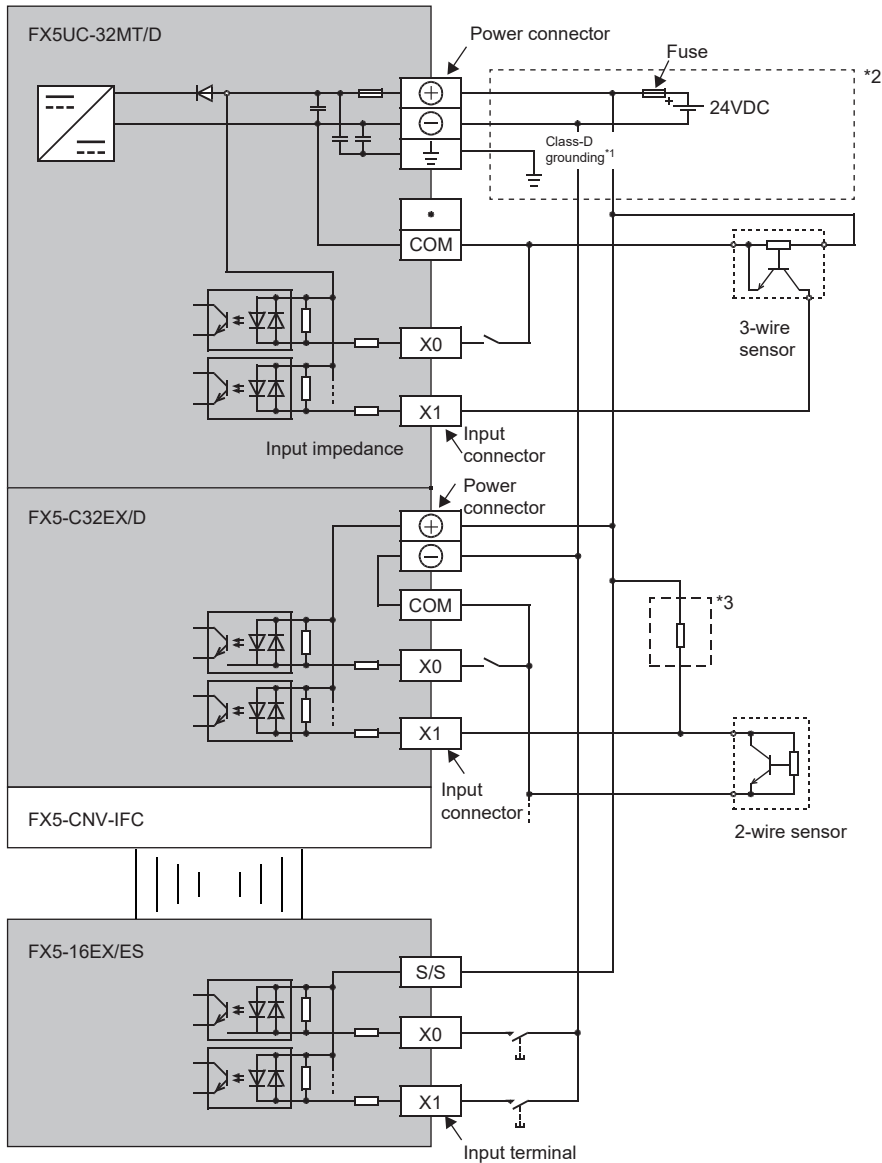 FX5UC-32MT/D
Power connector
Fuse
*2
+
24VDC
Class-D
grounding*1
•
COM
X0
3-wire
sensor
X1
Input impedance
Input
connector
Power
connector
FX5-C32EX/D
COM
*3
X0
X1
Input
connector
FX5-CNV-IFC
2-wire sensor
FX5-16EX/ES
S/S
X0
X1
Input terminal